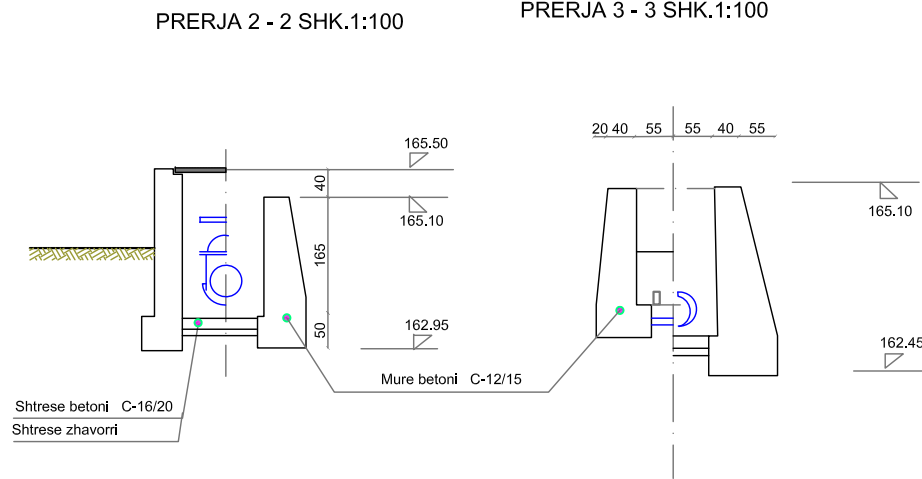 PRERJA 2 - 2 SHK.1:100
PRERJA 3 - 3 SHK.1:100
165.50
40
165.10
165
50
162.95
20 40 55 55 40 55
165.10
162.45
Mure betoni C-12/15
Shtrese betoni C-16/20
Shtrese zhavorri